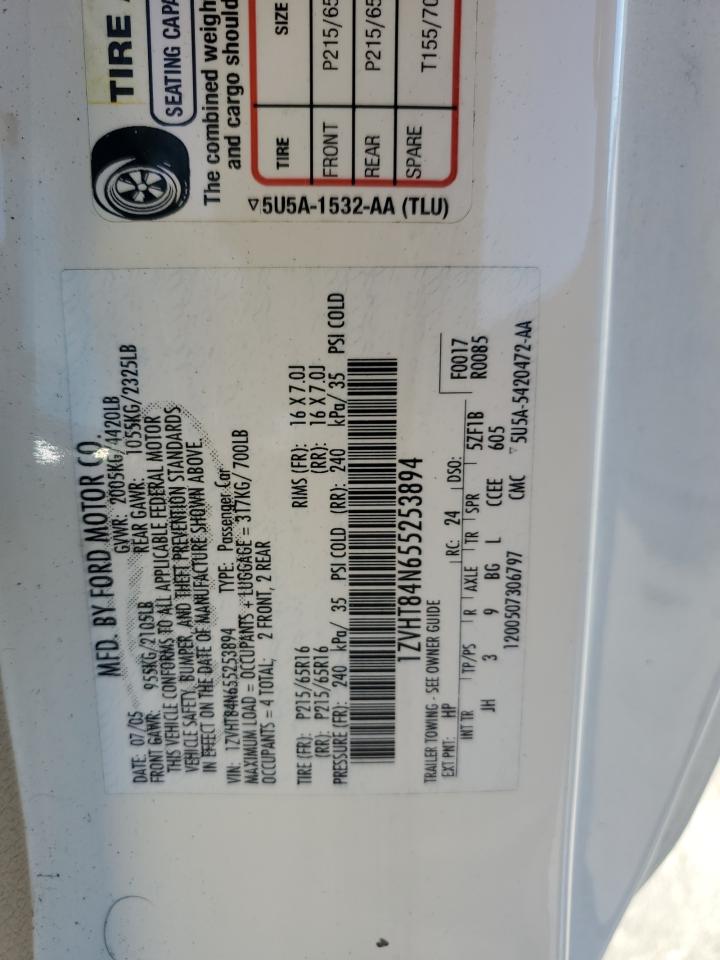 TIRE
SEATING CAPA
The combined weigh
and cargo should
TIRE SIZE
FRONT P215/65
REAR P215/65
SPARE T155/70
5U5A-1532-AA (TLU)
MFD. BY FORD MOTOR CO.
DATE: 07/05 GVWR: 2005KG/4420LB
FRONT GAWR: 955KG/2105LB REAR GAWR: 1055KG/2325LB
THIS VEHICLE CONFORMS TO ALL APPLICABLE FEDERAL MOTOR
VEHICLE SAFETY, BUMPER, AND THEFT PREVENTION STANDARDS
IN EFFECT ON THE DATE OF MANUFACTURE SHOWN ABOVE.
VIN: 1ZVHT84N655253894 TYPE: Passenger Car
MAXIMUM LOAD = OCCUPANTS + LUGGAGE = 317KG/700LB
OCCUPANTS = 4 TOTAL; 2 FRONT, 2 REAR
TIRE (FR): P215/65R16 RIMS (FR): 16 X 7.0J
(RR): P215/65R16 (RR): 16 X 7.0J
PRESSURE (FR): 240 kPa/ 35 PSI COLD (RR): 240 kPa/ 35 PSI COLD
1ZVHT84N655253894
TRAILER TOWING - SEE OWNER GUIDE
EXT PNT: HP RC: 24 DSO: F0017
R0085
INT TR TP/PS R AXLE TR SPR 5ZF1B
JH 3 9 BG L CCEE 605
1200507306797 CMC 5U5A-5420472-AA